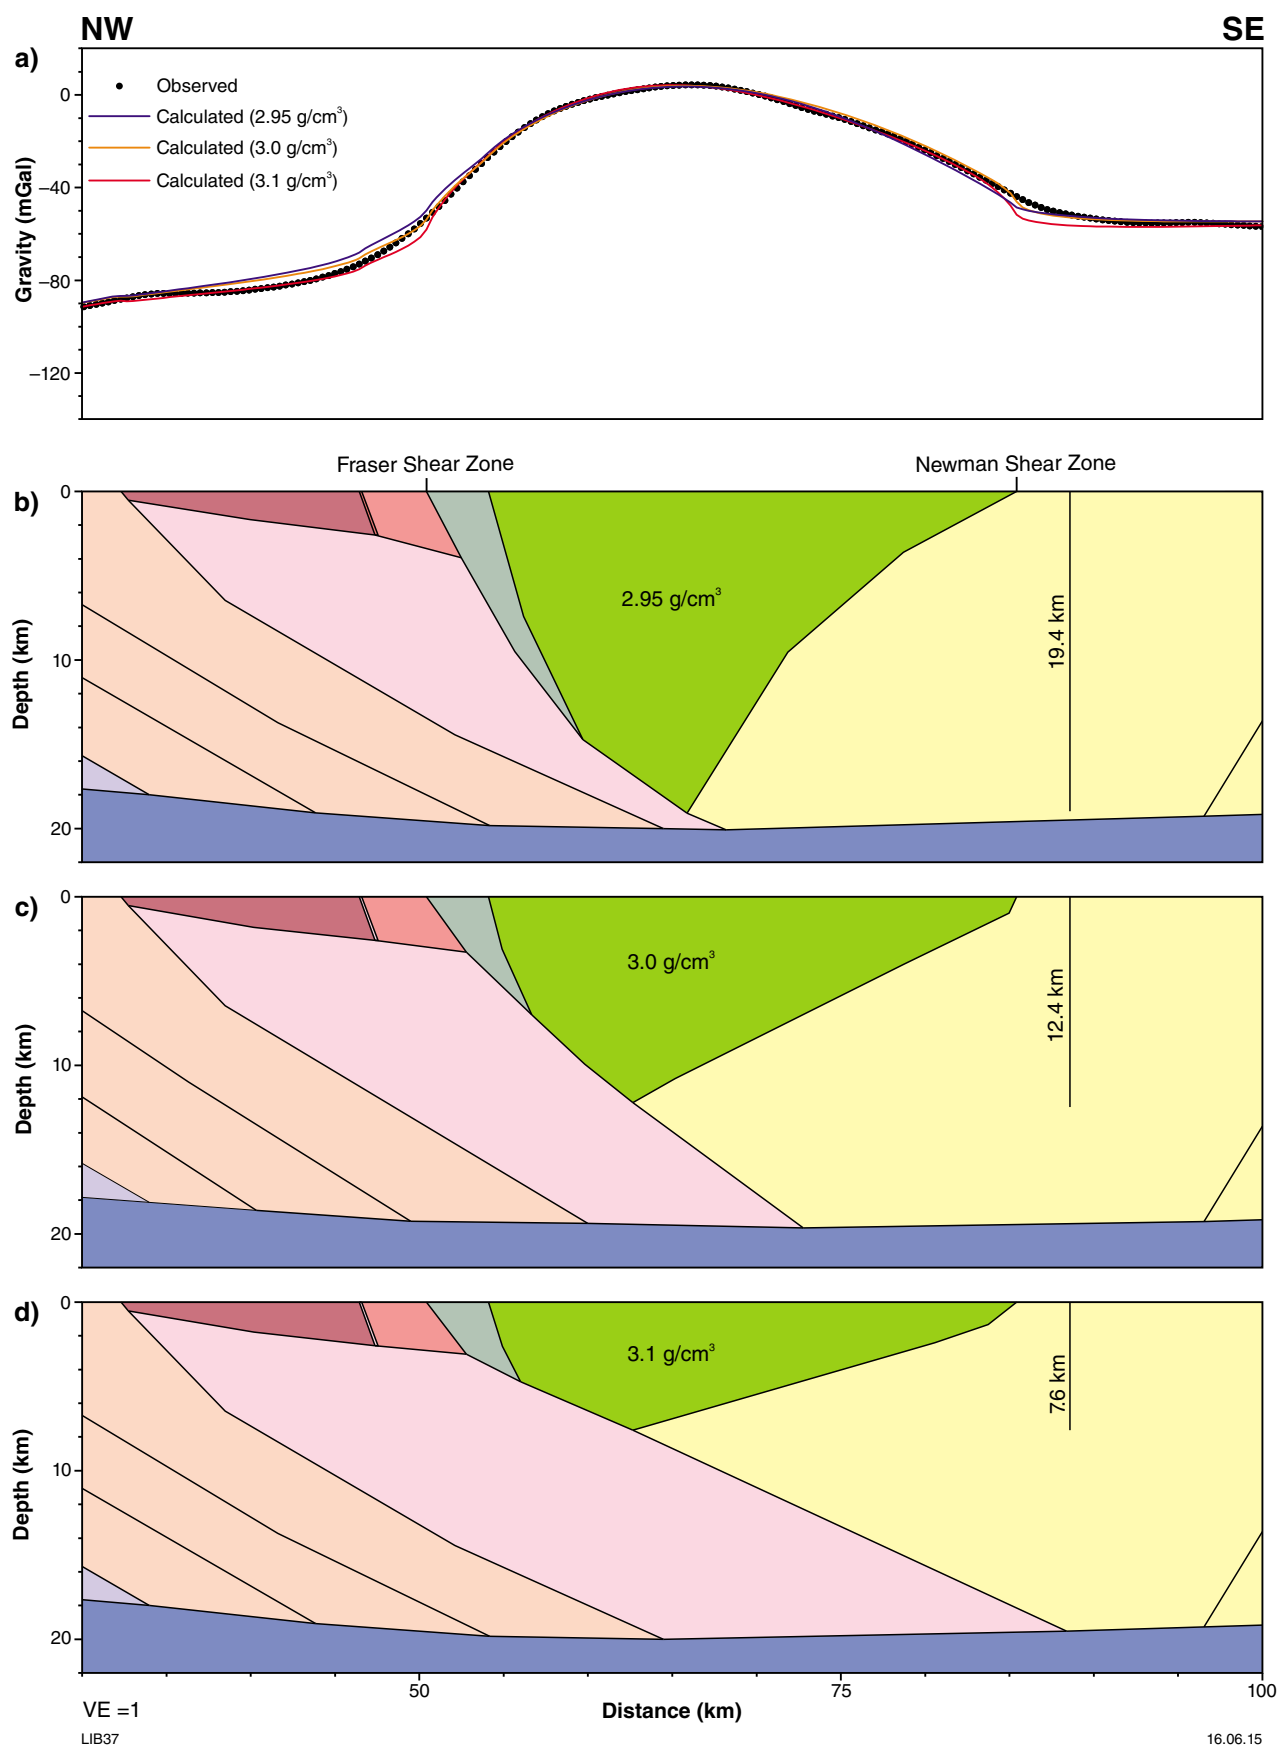 NW
SE
a)
Observed
Calculated (2.95 g/cm³)
Calculated (3.0 g/cm³)
Calculated (3.1 g/cm³)
0
–40
–80
–120
Gravity (mGal)
Fraser Shear Zone
Newman Shear Zone
b)
0
10
20
Depth (km)
2.95 g/cm³
19.4 km
c)
0
10
20
Depth (km)
3.0 g/cm³
12.4 km
d)
0
10
20
Depth (km)
3.1 g/cm³
7.6 km
50
75
100
VE =1
Distance (km)
LIB37
16.06.15